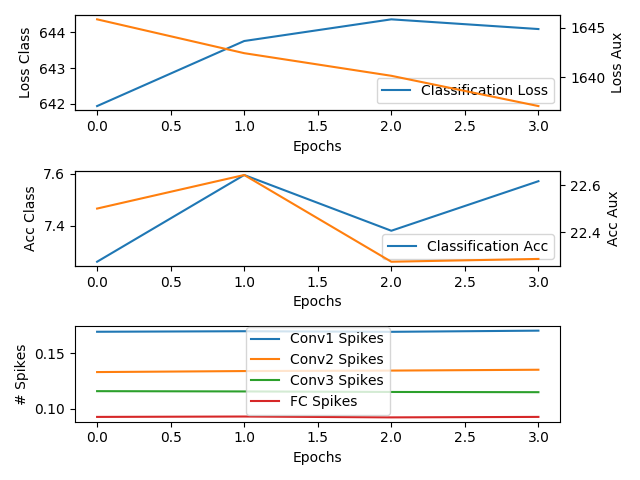 644
643
642
Loss Class
1645
1640
Loss Aux
Classification Loss
0.0 0.5 1.0 1.5 2.0 2.5 3.0
Epochs
7.6
7.4
Acc Class
22.6
22.4
Acc Aux
Classification Acc
0.0 0.5 1.0 1.5 2.0 2.5 3.0
Epochs
0.15
0.10
# Spikes
Conv1 Spikes
Conv2 Spikes
Conv3 Spikes
FC Spikes
0.0 0.5 1.0 1.5 2.0 2.5 3.0
Epochs